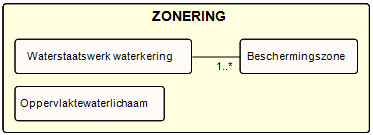 ZONERING
Waterstaatswerk waterkering
Beschermingszone
1..*
Oppervlaktewaterlichaam